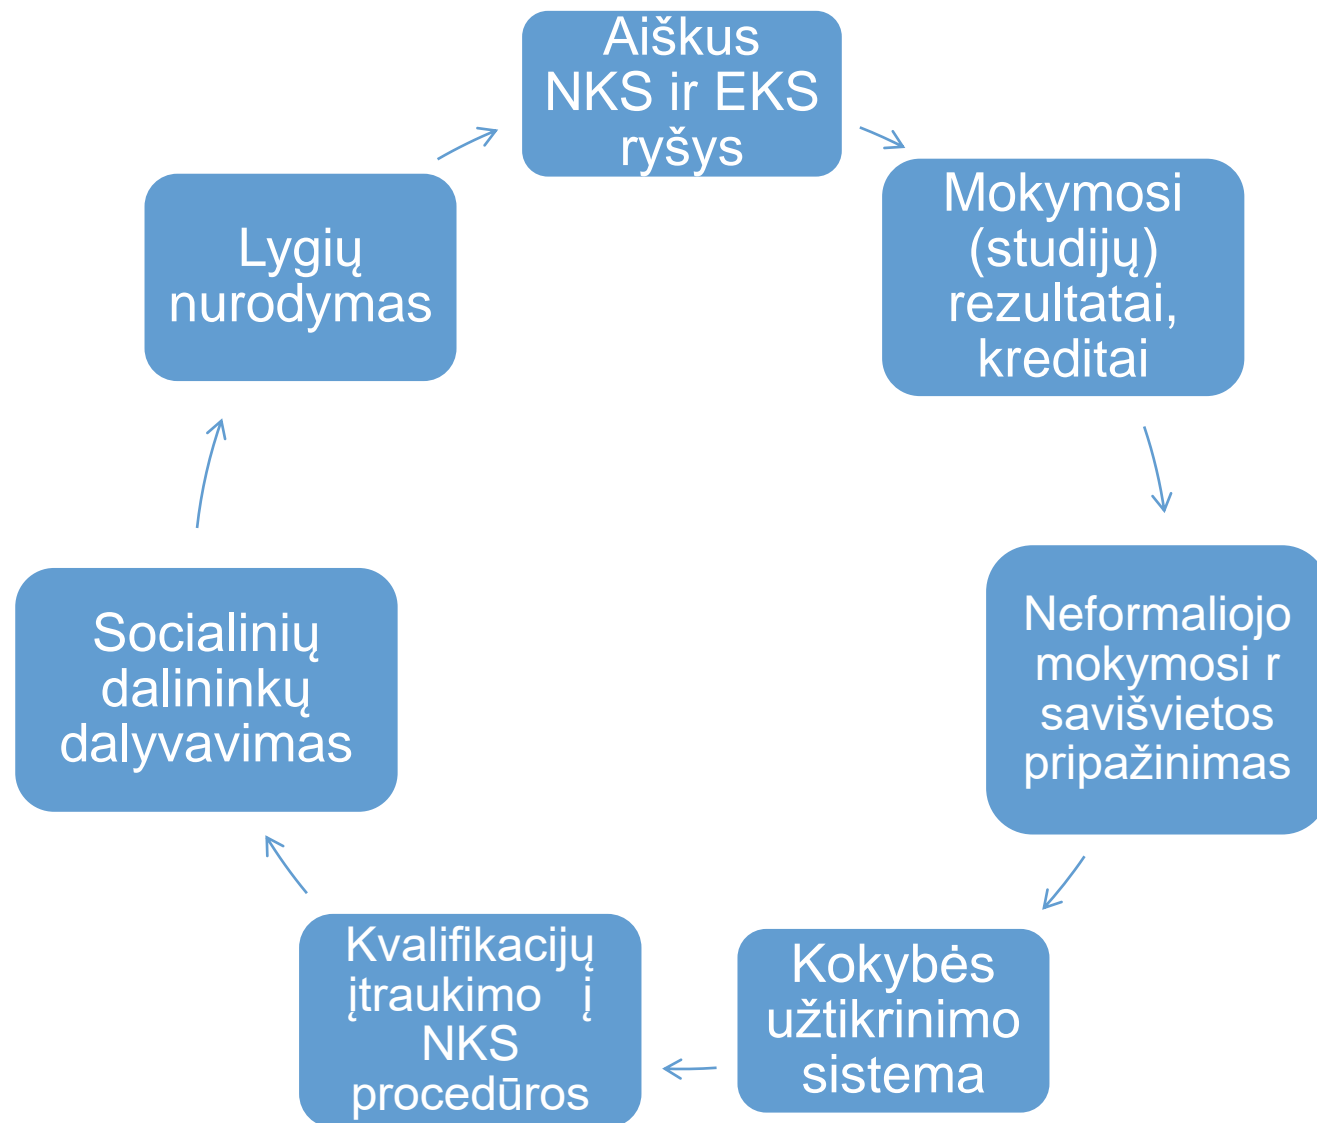 Aiškus
NKS ir EKS
ryšys
Mokymosi
(studijų)
rezultatai,
kreditai
Neformaliojo
mokymosi r
savišvietos
pripažinimas
Kokybės
užtikrinimo
sistema
Kvalifikacijų
įtraukimo į
NKS
procedūros
Socialinių
dalininkų
dalyvavimas
Lygių
nurodymas